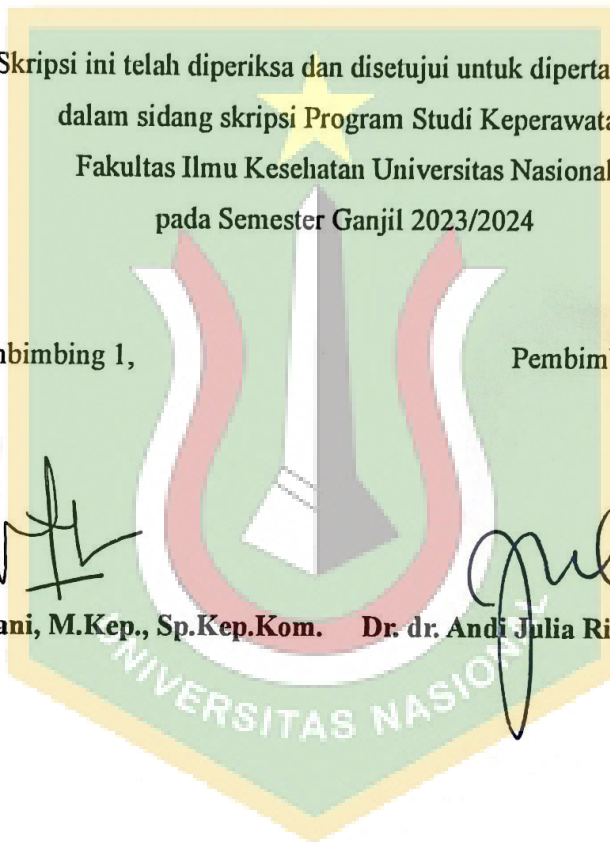 Skripsi ini telah diperiksa dan disetujui untuk diperta
dalam sidang skripsi Program Studi Keperawata
Fakultas Ilmu Kesehatan Universitas Nasional
pada Semester Ganjil 2023/2024
nbimbing 1, Pembim
ani, M.Kep., Sp.Kep.Kom. Dr. dr. Andi Julia Ri
UNIVERSITAS NASIONAL